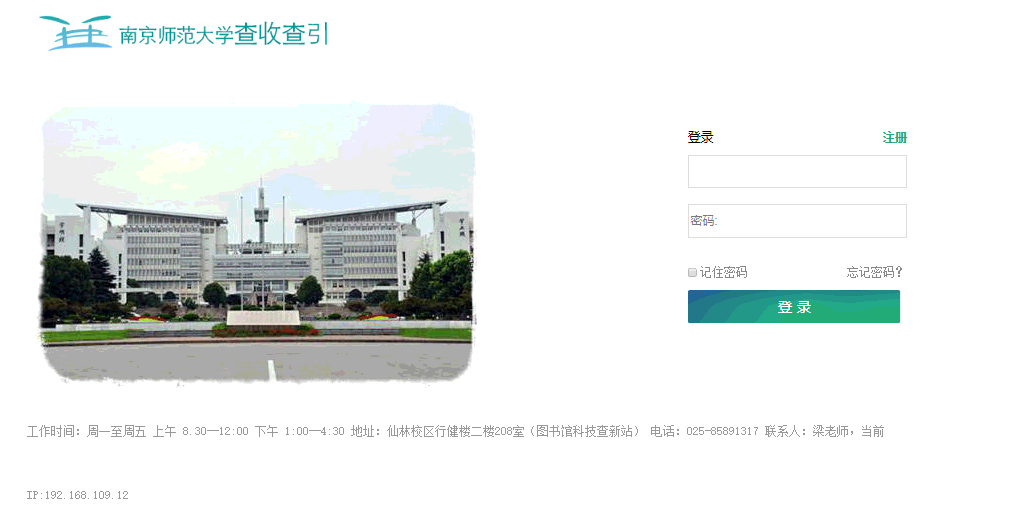 南京师范大学查收查引
登录 注册
密码:
记住密码 忘记密码?
登 录
工作时间: 周一至周五 上午 8.30—12:00 下午 1:00—4:30 地址: 仙林校区行健楼二楼208室（图书馆科技查新站） 电话: 025-85891317 联系人: 梁老师，当前
IP:192.168.109.12